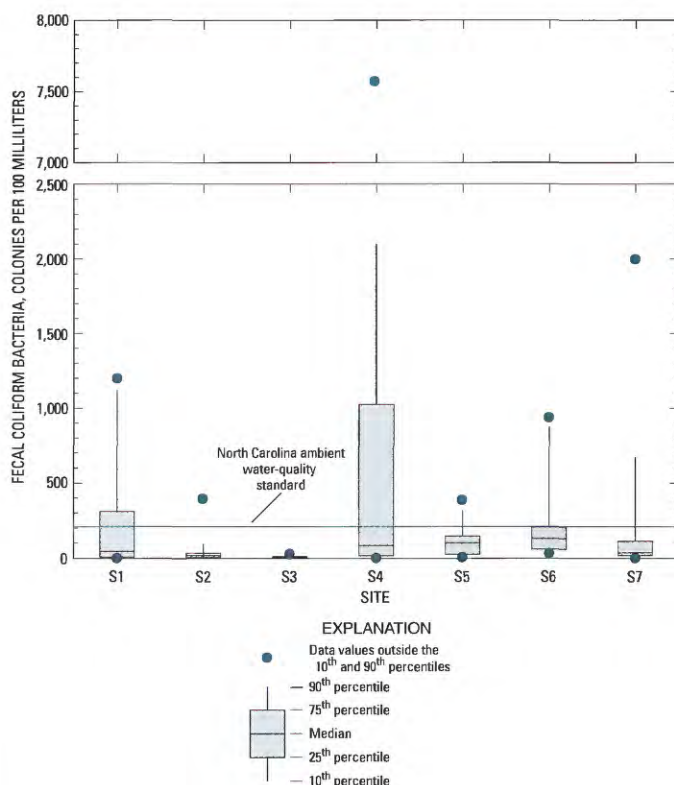 FECAL COLIFORM BACTERIA, COLONIES PER 100 MILLILITERS
8,000
7,500
7,000
2,500
2,000
1,500
1,000
500
0
North Carolina ambient
water-quality
standard
S1 S2 S3 S4 S5 S6 S7
SITE
EXPLANATION
Data values outside the
10th and 90th percentiles
90th percentile
75th percentile
Median
25th percentile
10th percentile